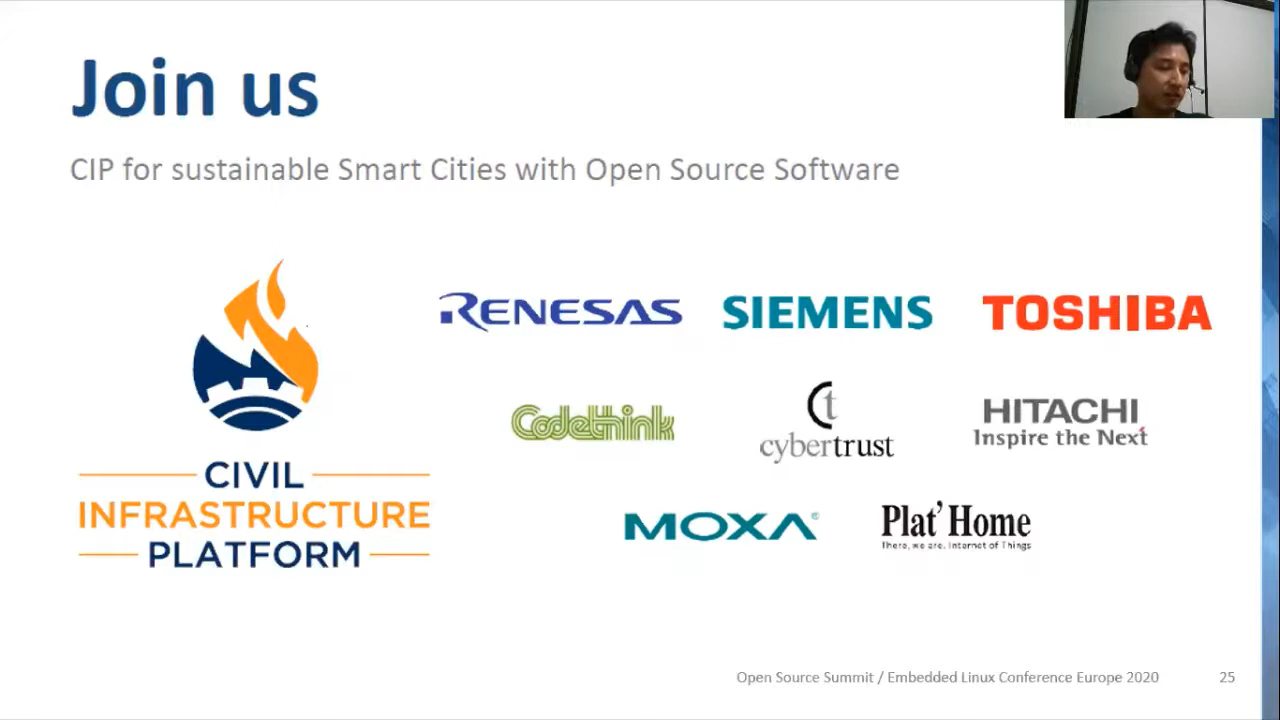 Join us
CIP for sustainable Smart Cities with Open Source Software
RENESAS
SIEMENS
TOSHIBA
Codethink
ct
cybertrust
HITACHI
Inspire the Next
MOXA®
Plat'Home
There, we are. Internet of Things
CIVIL
INFRASTRUCTURE
PLATFORM
Open Source Summit / Embedded Linux Conference Europe 2020
25